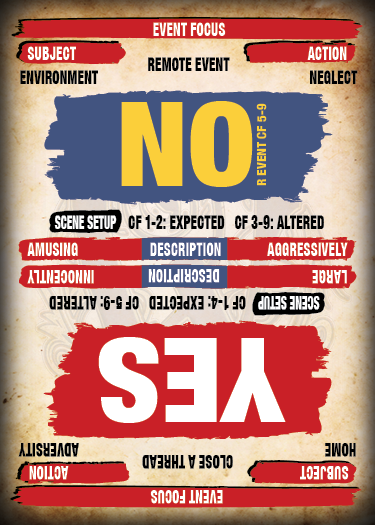 EVENT FOCUS
SUBJECT ACTION
REMOTE EVENT
ENVIRONMENT NEGLECT
NO
R EVENT CF 5-9
SCENE SETUP CF 1-2: EXPECTED CF 3-9: ALTERED
AMUSING DESCRIPTION AGGRESSIVELY
LARGE DESCRIPTION INNOCENTLY
SCENE SETUP CF 1-4: EXPECTED CF 5-9: ALTERED
YES
HOME ADVERSITY
CLOSE A THREAD
SUBJECT ACTION
EVENT FOCUS